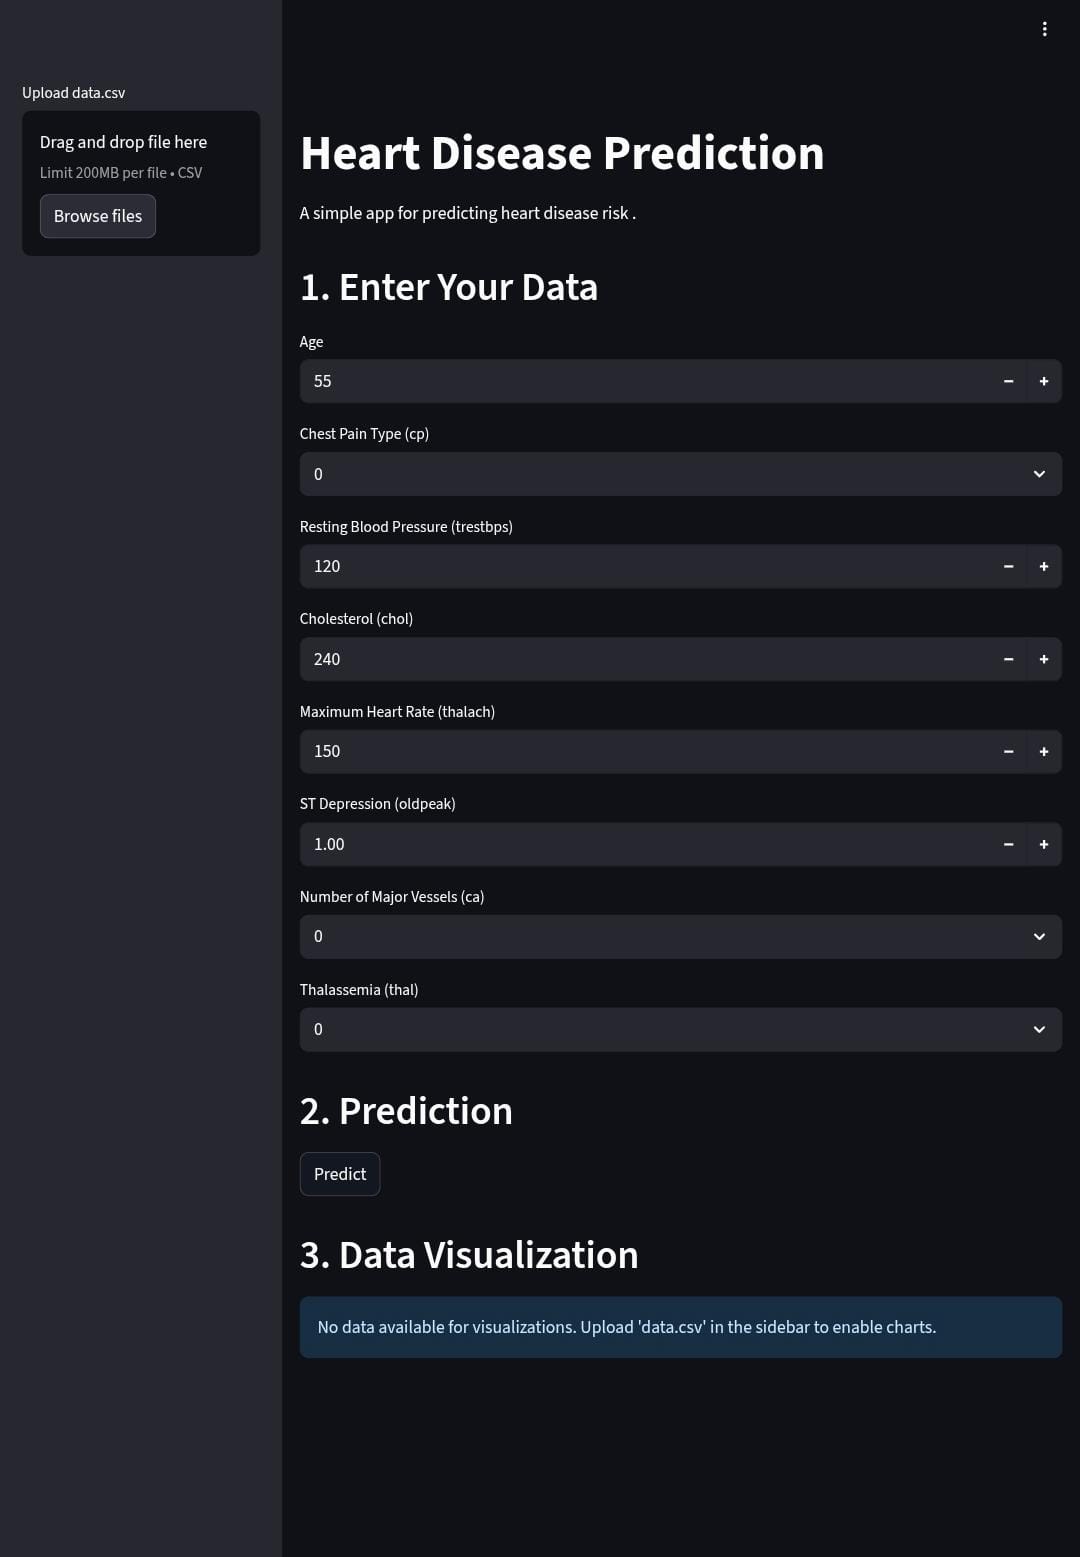 Upload data.csv
Drag and drop file here
Limit 200MB per file • CSV
Browse files
Heart Disease Prediction
A simple app for predicting heart disease risk .
1. Enter Your Data
Age
55
Chest Pain Type (cp)
0
Resting Blood Pressure (trestbps)
120
Cholesterol (chol)
240
Maximum Heart Rate (thalach)
150
ST Depression (oldpeak)
1.00
Number of Major Vessels (ca)
0
Thalassemia (thal)
0
2. Prediction
Predict
3. Data Visualization
No data available for visualizations. Upload 'data.csv' in the sidebar to enable charts.